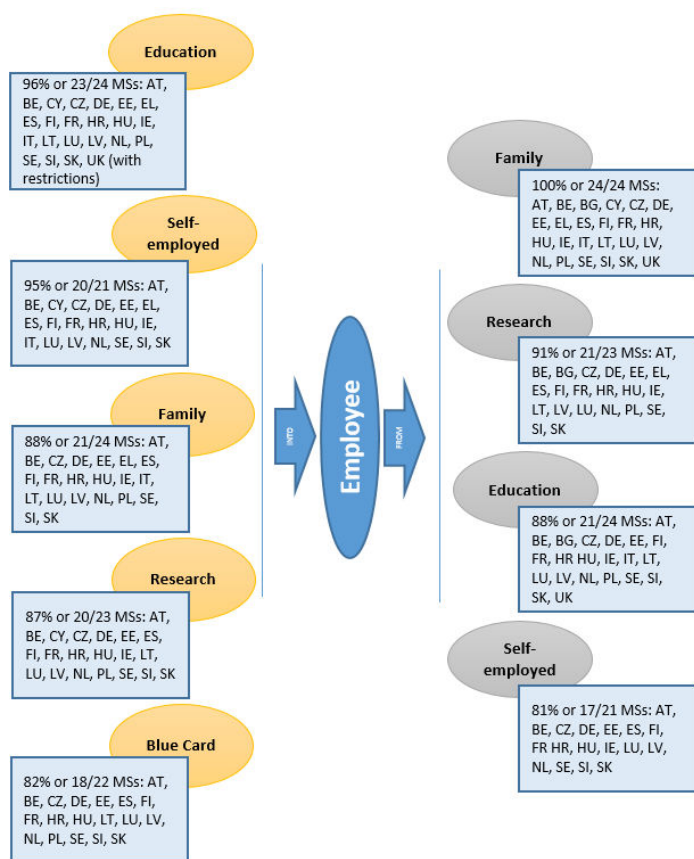 Education
96% or 23/24 MSs: AT,
BE, CY, CZ, DE, EE, EL,
ES, FI, FR, HR, HU, IE,
IT, LT, LU, LV, NL, PL,
SE, SI, SK, UK (with
restrictions)
Self-
employed
95% or 20/21 MSs: AT,
BE, CY, CZ, DE, EE, EL,
ES, FI, FR, HR, HU, IE,
IT, LU, LV, NL, SE, SI, SK
Family
88% or 21/24 MSs: AT,
BE, CZ, DE, EE, EL, ES,
FI, FR, HR, HU, IE, IT,
LT, LU, LV, NL, PL, SE,
SI, SK
Research
87% or 20/23 MSs: AT,
BE, CY, CZ, DE, EE, ES,
FI, FR, HR, HU, IE, LT,
LU, LV, NL, PL, SE, SI, SK
Blue Card
82% or 18/22 MSs: AT,
BE, CZ, DE, EE, ES, FI,
FR, HR, HU, LT, LU, LV,
NL, PL, SE, SI, SK
INTO
Employee
FROM
Family
100% or 24/24 MSs:
AT, BE, BG, CY, CZ, DE,
EE, EL, ES, FI, FR, HR,
HU, IE, IT, LT, LU, LV,
NL, PL, SE, SI, SK, UK
Research
91% or 21/23 MSs: AT,
BE, BG, CZ, DE, EE, EL,
ES, FI, FR, HR, HU, IE,
LT, LV, LU, NL, PL, SE,
SI, SK
Education
88% or 21/24 MSs: AT,
BE, BG, CZ, DE, EE, FI,
FR, HR HU, IE, IT, LT,
LU, LV, NL, PL, SE, SI,
SK, UK
Self-
employed
81% or 17/21 MSs: AT,
BE, CZ, DE, EE, ES, FI,
FR HR, HU, IE, LU, LV,
NL, SE, SI, SK